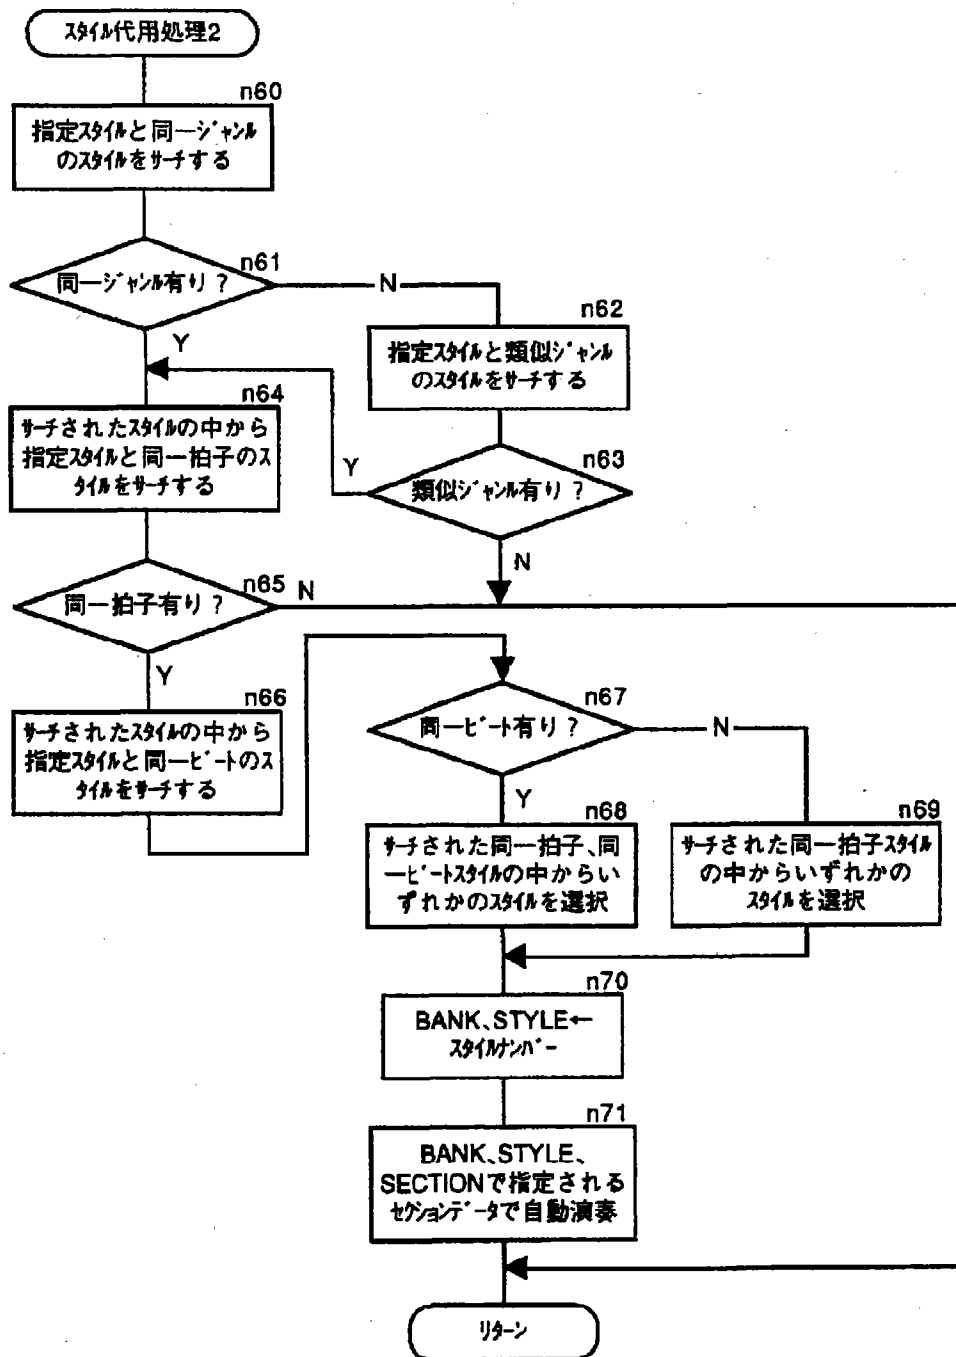 スタイル代用処理2
n60
指定スタイルと同一ジャンル
のスタイルをサーチする
n61
同一ジャンル有り?
N
Y
n62
指定スタイルと類似ジャンル
のスタイルをサーチする
n63
類似ジャンル有り?
Y
N
n64
サーチされたスタイルの中から
指定スタイルと同一拍子のス
タイルをサーチする
n65
同一拍子有り?
N
Y
n66
サーチされたスタイルの中から
指定スタイルと同一ビートのス
タイルをサーチする
n67
同一ビート有り?
N
Y
n68
サーチされた同一拍子、同
一ビートスタイルの中からい
ずれかのスタイルを選択
n69
サーチされた同一拍子スタイル
の中からいずれかの
スタイルを選択
n70
BANK、STYLE←
スタイルナンバー
n71
BANK、STYLE、
SECTIONで指定される
セクションデータで自動演奏
リターン